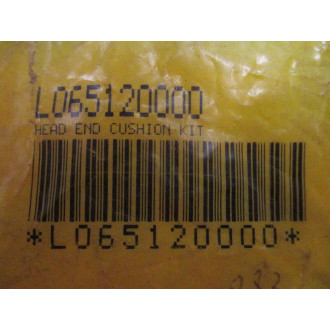 L065120000
HEAD END CUSHION KIT
*L065120000*